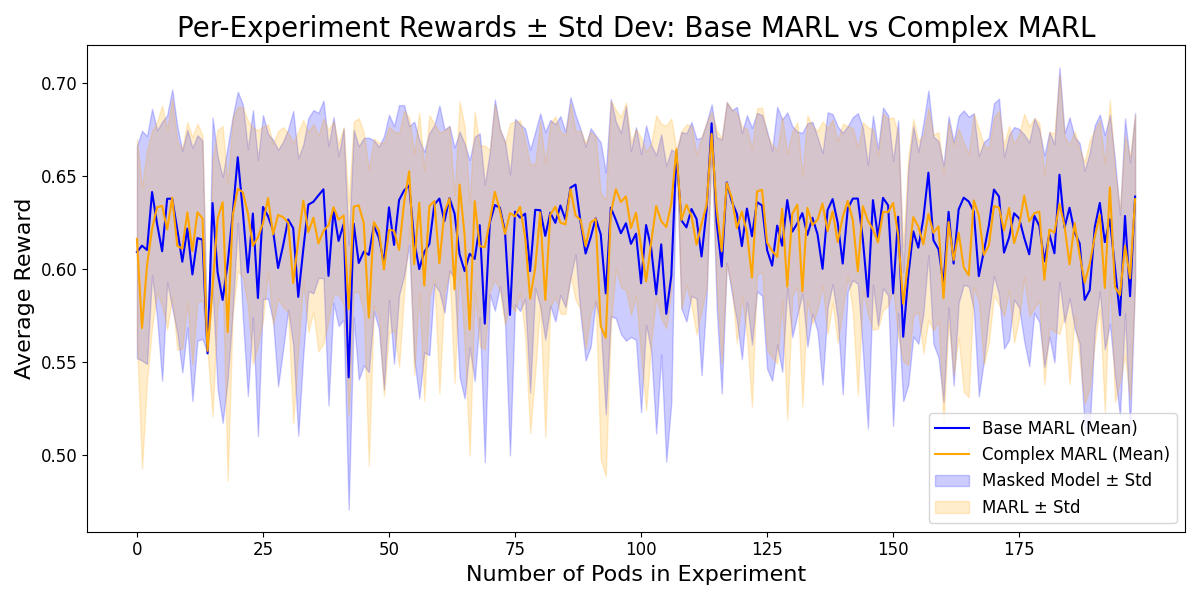 Per-Experiment Rewards ± Std Dev: Base MARL vs Complex MARL
Average Reward
0.70
0.65
0.60
0.55
0.50
Base MARL (Mean)
Complex MARL (Mean)
Masked Model ± Std
MARL ± Std
0 25 50 75 100 125 150 175
Number of Pods in Experiment